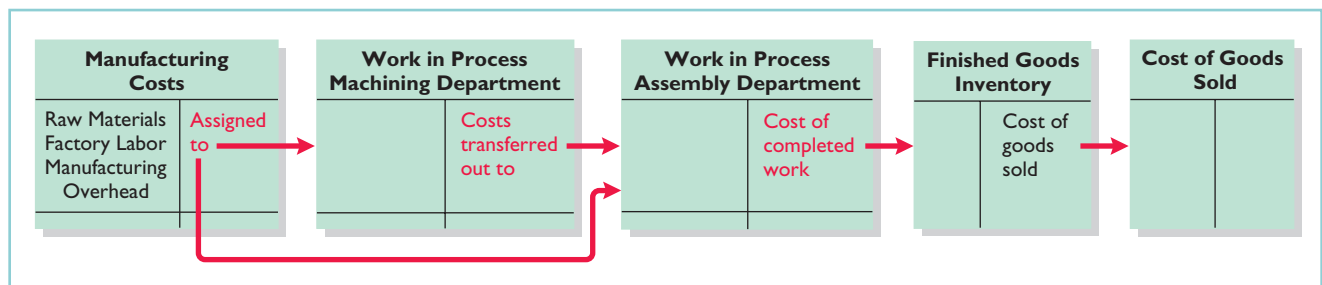 Manufacturing
Costs
Raw Materials
Factory Labor
Manufacturing
Overhead
Assigned
to
Work in Process
Machining Department
Costs
transferred
out to
Work in Process
Assembly Department
Cost of
completed
work
Finished Goods
Inventory
Cost of
goods
sold
Cost of Goods
Sold